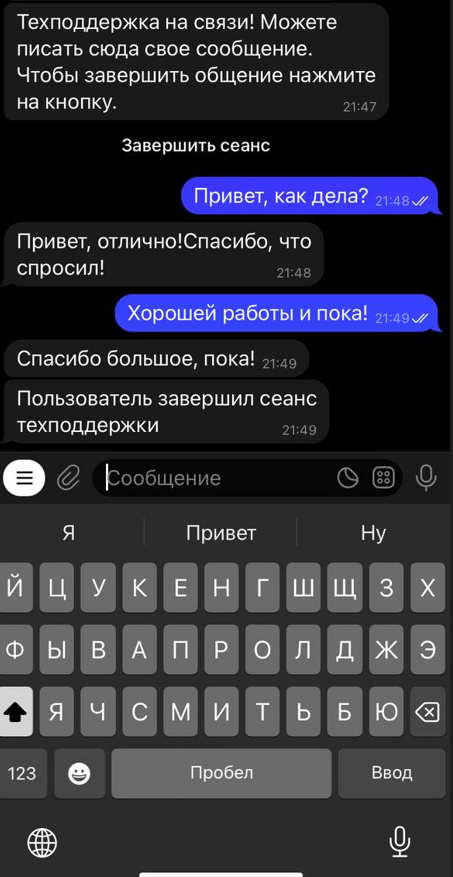 Техподдержка на связи! Можете
писать сюда свое сообщение.
Чтобы завершить общение нажмите
на кнопку.
21:47
Завершить сеанс
Привет, как дела? 21:48
Привет, отлично!Спасибо, что
спросил!
21:48
Хорошей работы и пока! 21:49
Спасибо большое, пока! 21:49
Пользователь завершил сеанс
техподдержки
21:49
Сообщение
Я Привет Ну
Й Ц У К Е Н Г Ш Щ З Х
Ф Ы В А П Р О Л Д Ж Э
Я Ч С М И Т Ь Б Ю
123 Пробел Ввод